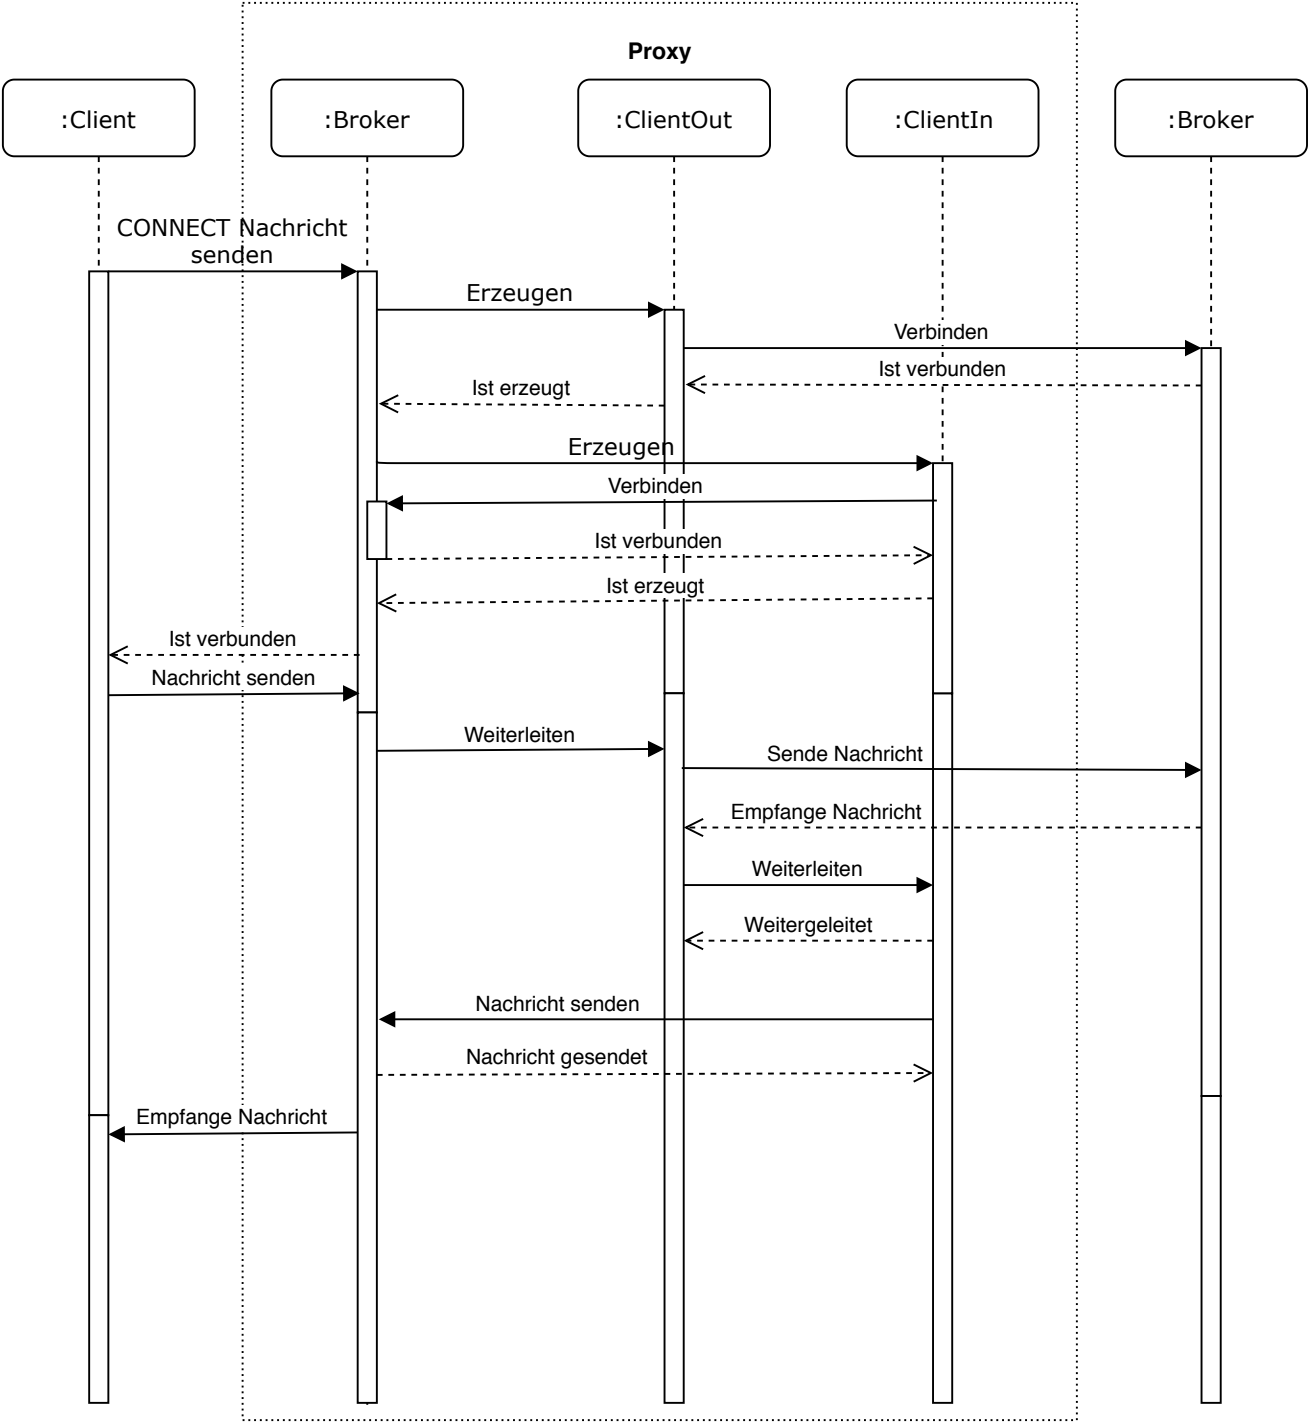 Proxy
:Client
:Broker
:ClientOut
:ClientIn
:Broker
CONNECT Nachricht
senden
Erzeugen
Verbinden
Ist verbunden
Ist erzeugt
Erzeugen
Verbinden
Ist verbunden
Ist erzeugt
Ist verbunden
Nachricht senden
Weiterleiten
Sende Nachricht
Empfange Nachricht
Weiterleiten
Weitergeleitet
Nachricht senden
Nachricht gesendet
Empfange Nachricht